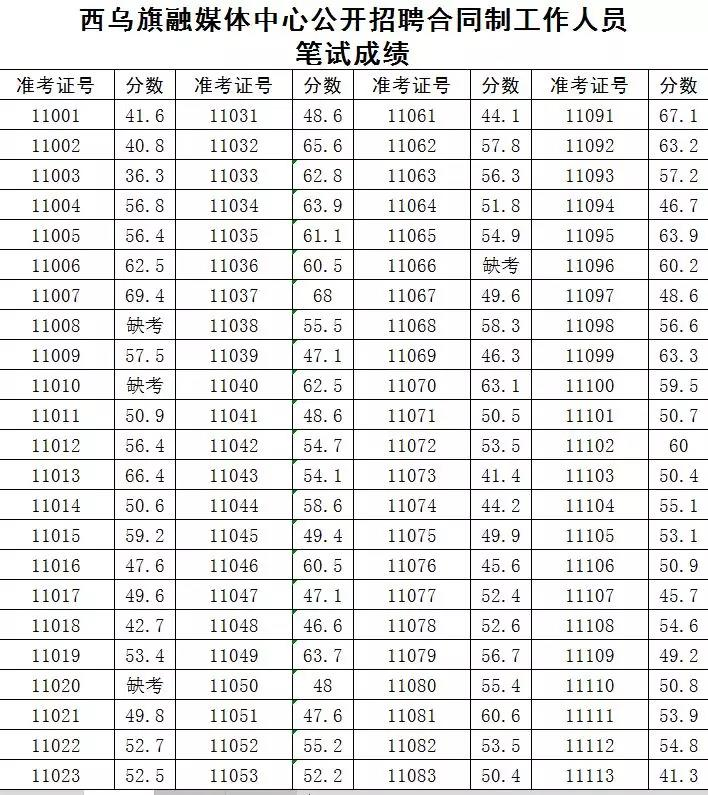 西乌旗融媒体中心公开招聘合同制工作人员
笔试成绩
准考证号 分数 准考证号 分数 准考证号 分数 准考证号 分数
11001 41.6 11031 48.6 11061 44.1 11091 67.1
11002 40.8 11032 65.6 11062 57.8 11092 63.2
11003 36.3 11033 62.8 11063 56.3 11093 57.2
11004 56.8 11034 63.9 11064 51.8 11094 46.7
11005 56.4 11035 61.1 11065 54.9 11095 63.9
11006 62.5 11036 60.5 11066 缺考 11096 60.2
11007 69.4 11037 68 11067 49.6 11097 48.6
11008 缺考 11038 55.5 11068 58.3 11098 56.6
11009 57.5 11039 47.1 11069 46.3 11099 63.3
11010 缺考 11040 62.5 11070 63.1 11100 59.5
11011 50.9 11041 48.6 11071 50.5 11101 50.7
11012 56.4 11042 54.7 11072 53.5 11102 60
11013 66.4 11043 54.1 11073 41.4 11103 50.4
11014 50.6 11044 58.6 11074 44.2 11104 55.1
11015 59.2 11045 49.4 11075 49.9 11105 53.1
11016 47.6 11046 60.5 11076 45.6 11106 50.9
11017 49.6 11047 47.1 11077 52.4 11107 45.7
11018 42.7 11048 46.6 11078 52.6 11108 54.6
11019 53.4 11049 63.7 11079 56.7 11109 49.2
11020 缺考 11050 48 11080 55.4 11110 50.8
11021 49.8 11051 47.6 11081 60.6 11111 53.9
11022 52.7 11052 55.2 11082 53.5 11112 54.8
11023 52.5 11053 52.2 11083 50.4 11113 41.3